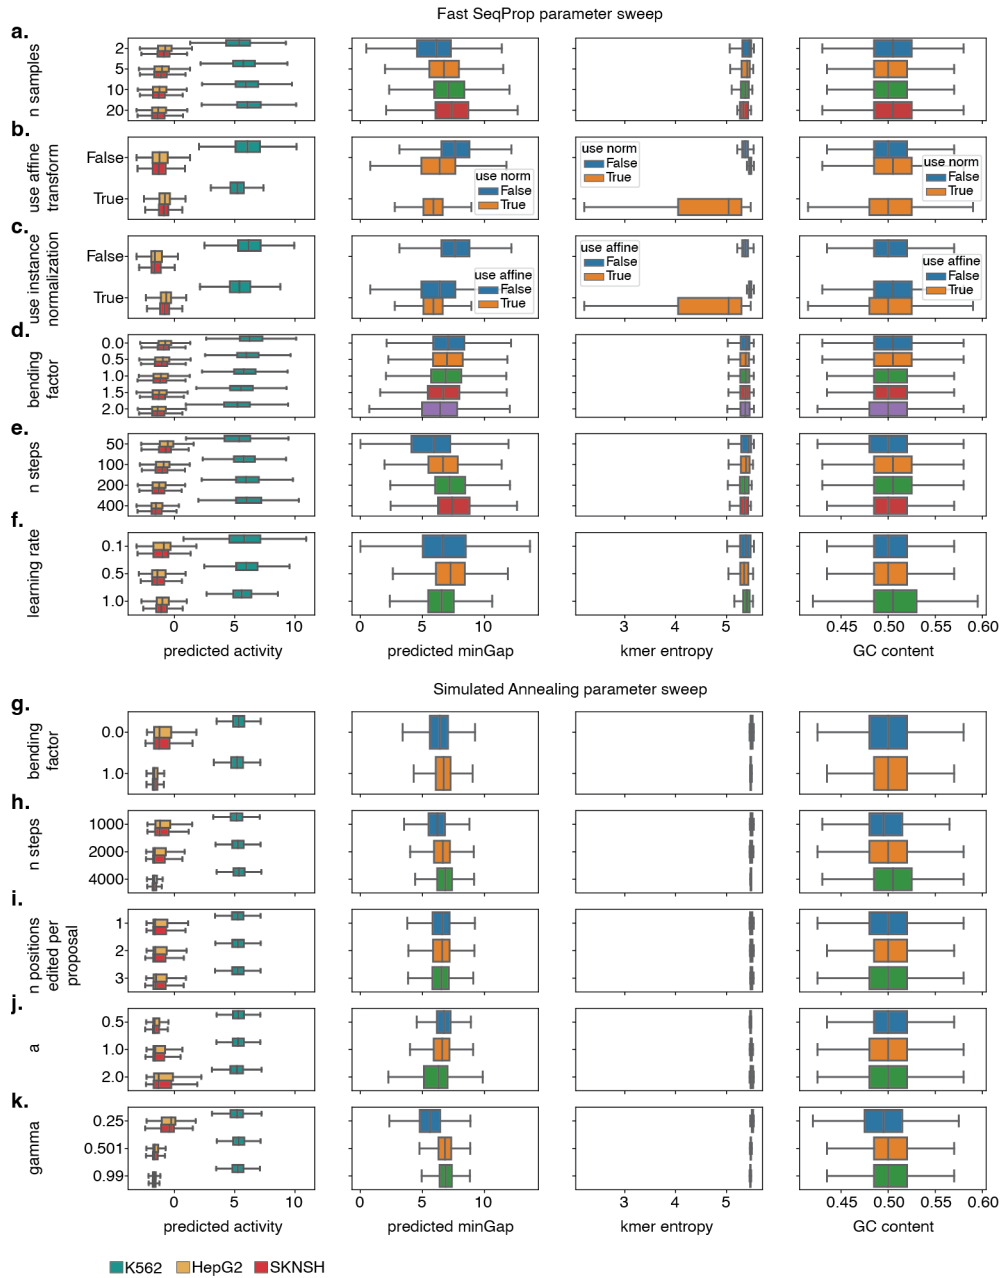 Fast SeqProp parameter sweep
a.
n samples
2
5
10
20
b.
use affine
transform
False
True
use norm
False
True
use norm
False
True
use norm
False
True
c.
use instance
normalization
False
True
use affine
False
True
use affine
False
True
use affine
False
True
d.
bending
factor
0.0
0.5
1.0
1.5
2.0
e.
n steps
50
100
200
400
f.
learning rate
0.1
0.5
1.0
0 5 10
0 5 10
3 4 5
0.45 0.50 0.55 0.60
predicted activity
predicted minGap
kmer entropy
GC content
Simulated Annealing parameter sweep
g.
bending
factor
0.0
1.0
h.
n steps
1000
2000
4000
i.
n positions
edited per
proposal
1
2
3
j.
a
0.5
1.0
2.0
k.
gamma
0.25
0.501
0.99
0 5 10
0 5 10
3 4 5
0.45 0.50 0.55 0.60
predicted activity
predicted minGap
kmer entropy
GC content
K562 HepG2 SKNSH